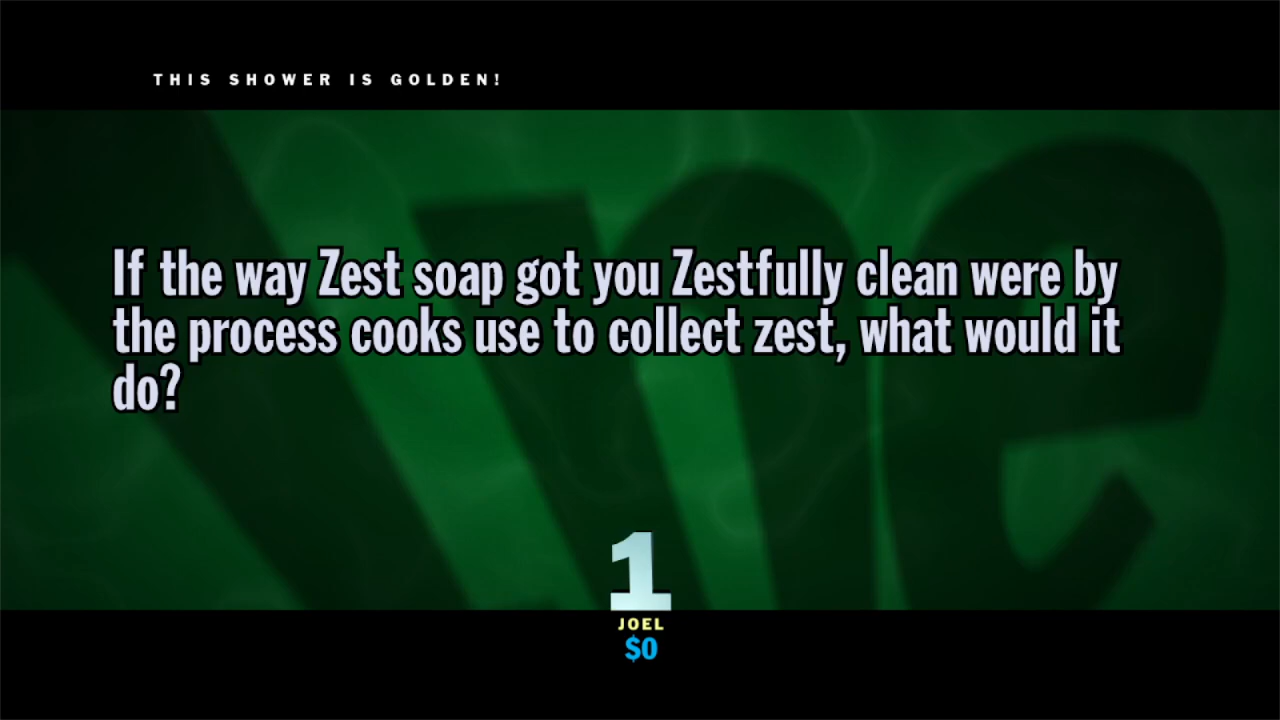 THIS SHOWER IS GOLDEN!
If the way Zest soap got you Zestfully clean were by
the process cooks use to collect zest, what would it
do?
1
JOEL
$0